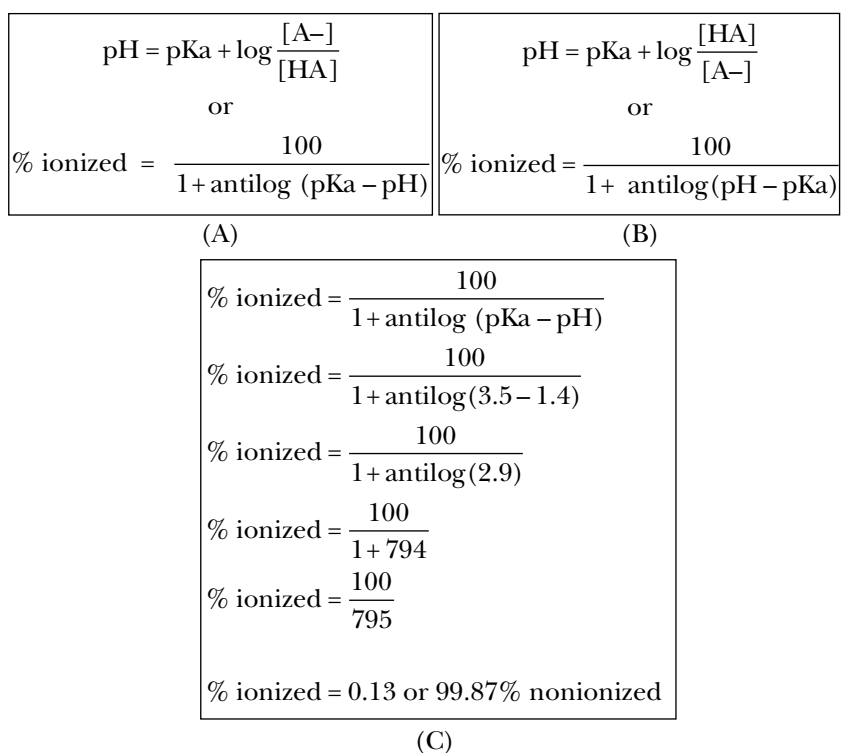 pH = pKa + log [A–]/[HA]
or
% ionized = 100/(1 + antilog (pKa – pH))
(A)
pH = pKa + log [HA]/[A–]
or
% ionized = 100/(1 + antilog(pH – pKa))
(B)
% ionized = 100/(1 + antilog (pKa – pH))
% ionized = 100/(1 + antilog(3.5 – 1.4))
% ionized = 100/(1 + antilog(2.9))
% ionized = 100/(1 + 794)
% ionized = 100/795
% ionized = 0.13 or 99.87% nonionized
(C)